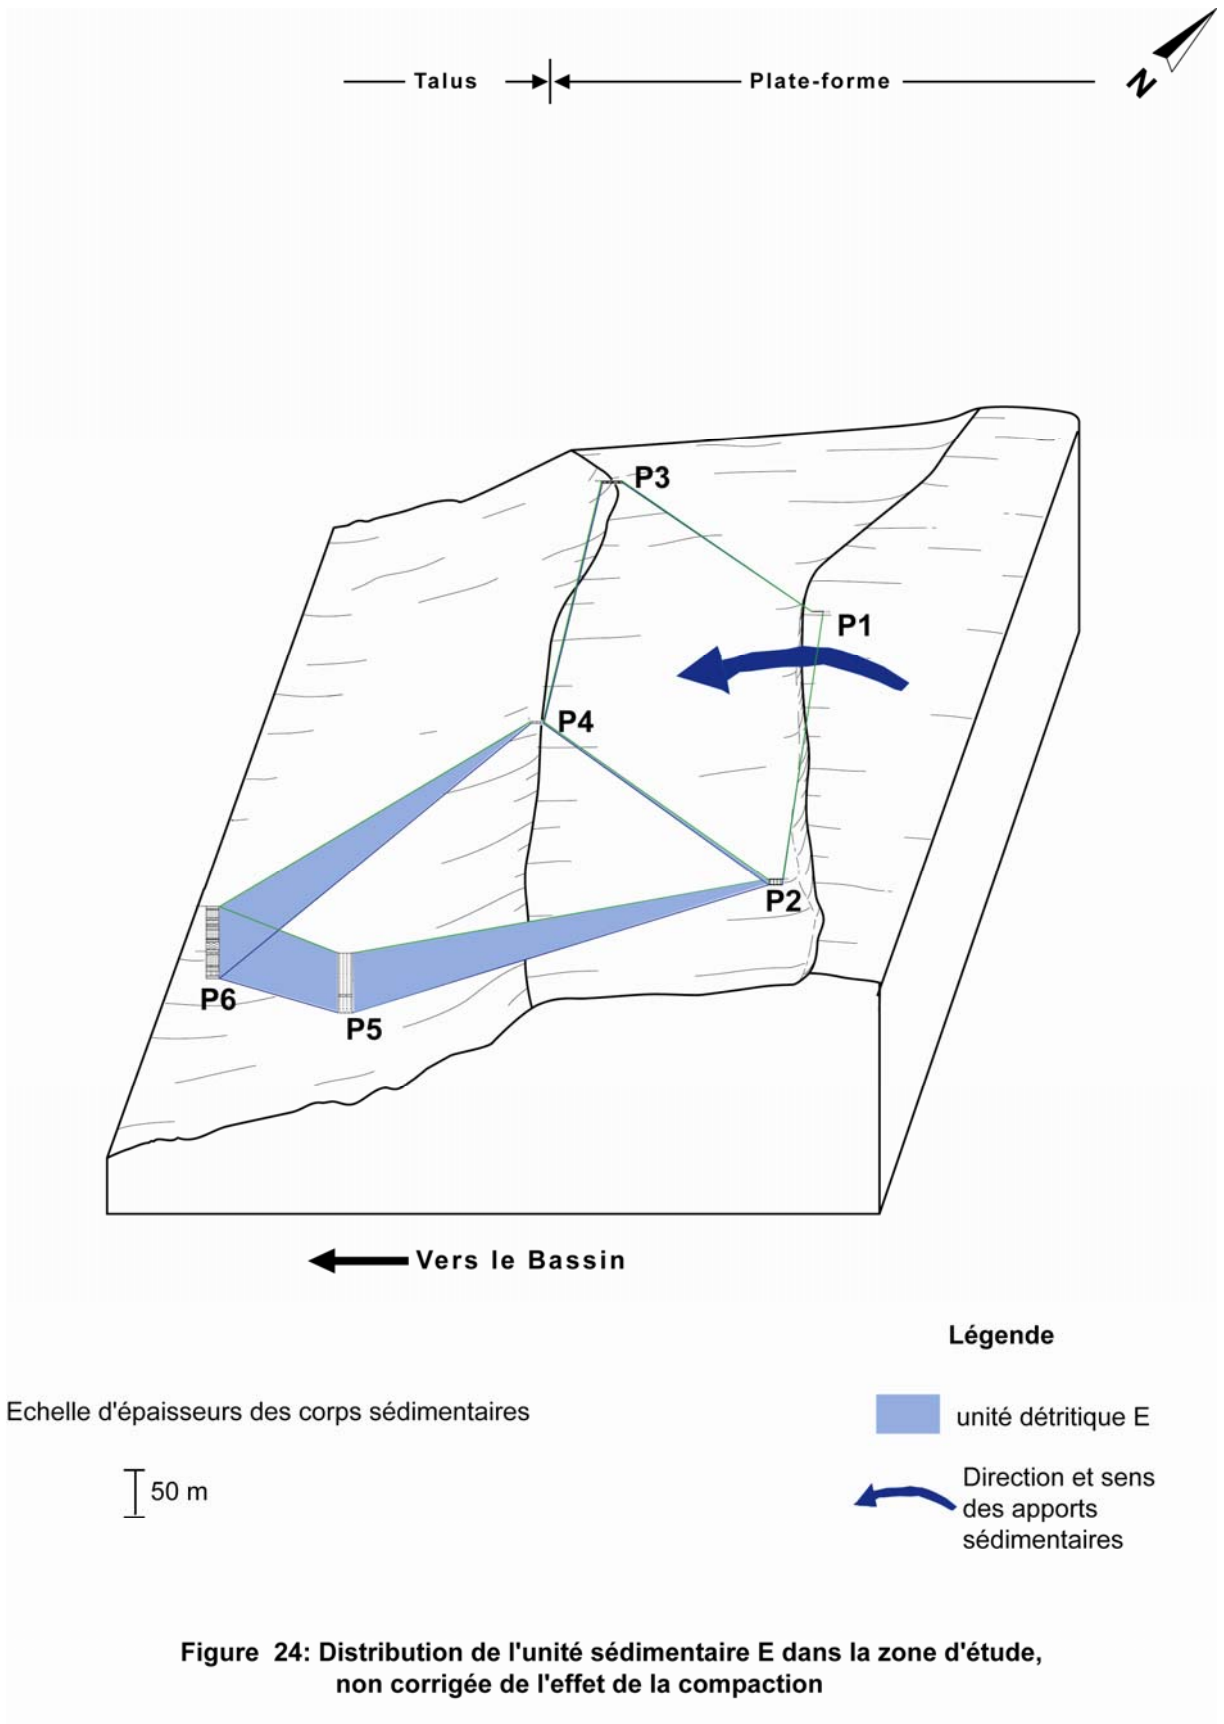 Talus
Plate-forme
N
P3
P1
P4
P2
P6
P5
Vers le Bassin
Légende
Echelle d'épaisseurs des corps sédimentaires
unité détritique E
50 m
Direction et sens
des apports
sédimentaires
Figure 24: Distribution de l'unité sédimentaire E dans la zone d'étude,
non corrigée de l'effet de la compaction